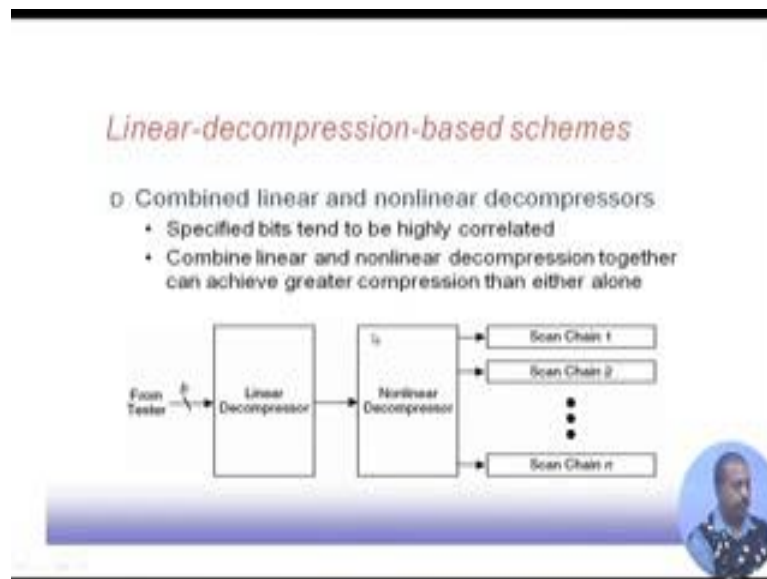 Linear-decompression-based schemes
D Combined linear and nonlinear decompressors
• Specified bits tend to be highly correlated
• Combine linear and nonlinear decompression together
can achieve greater compression than either alone
From
Tester
Linear
Decompressor
Nonlinear
Decompressor
Scan Chain 1
Scan Chain 2
Scan Chain n